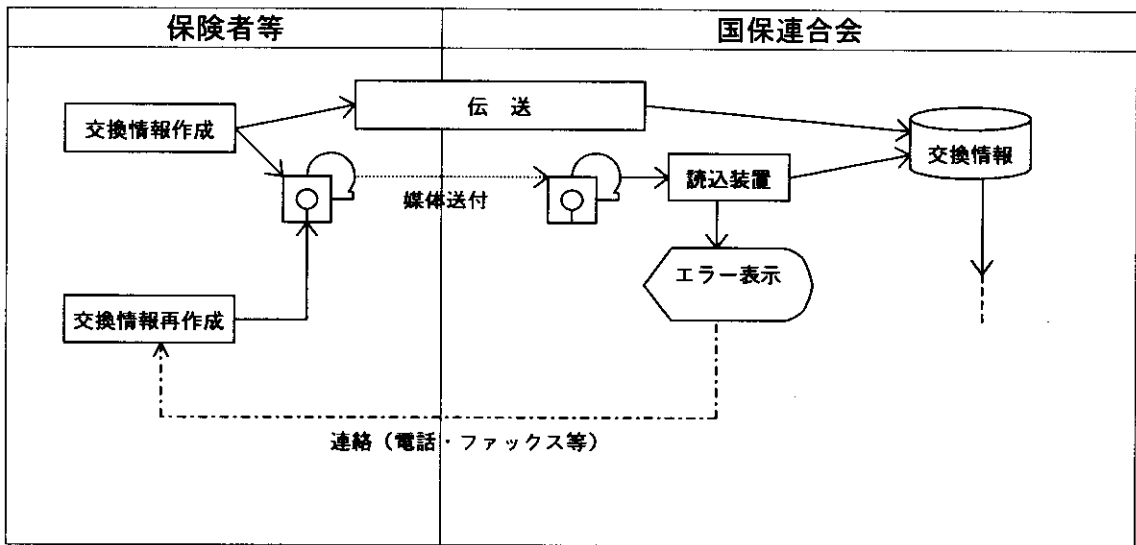 保険者等
国保連合会
伝 送
交換情報作成
交換情報
読込装置
媒体送付
エラー表示
交換情報再作成
連絡（電話・ファックス等）